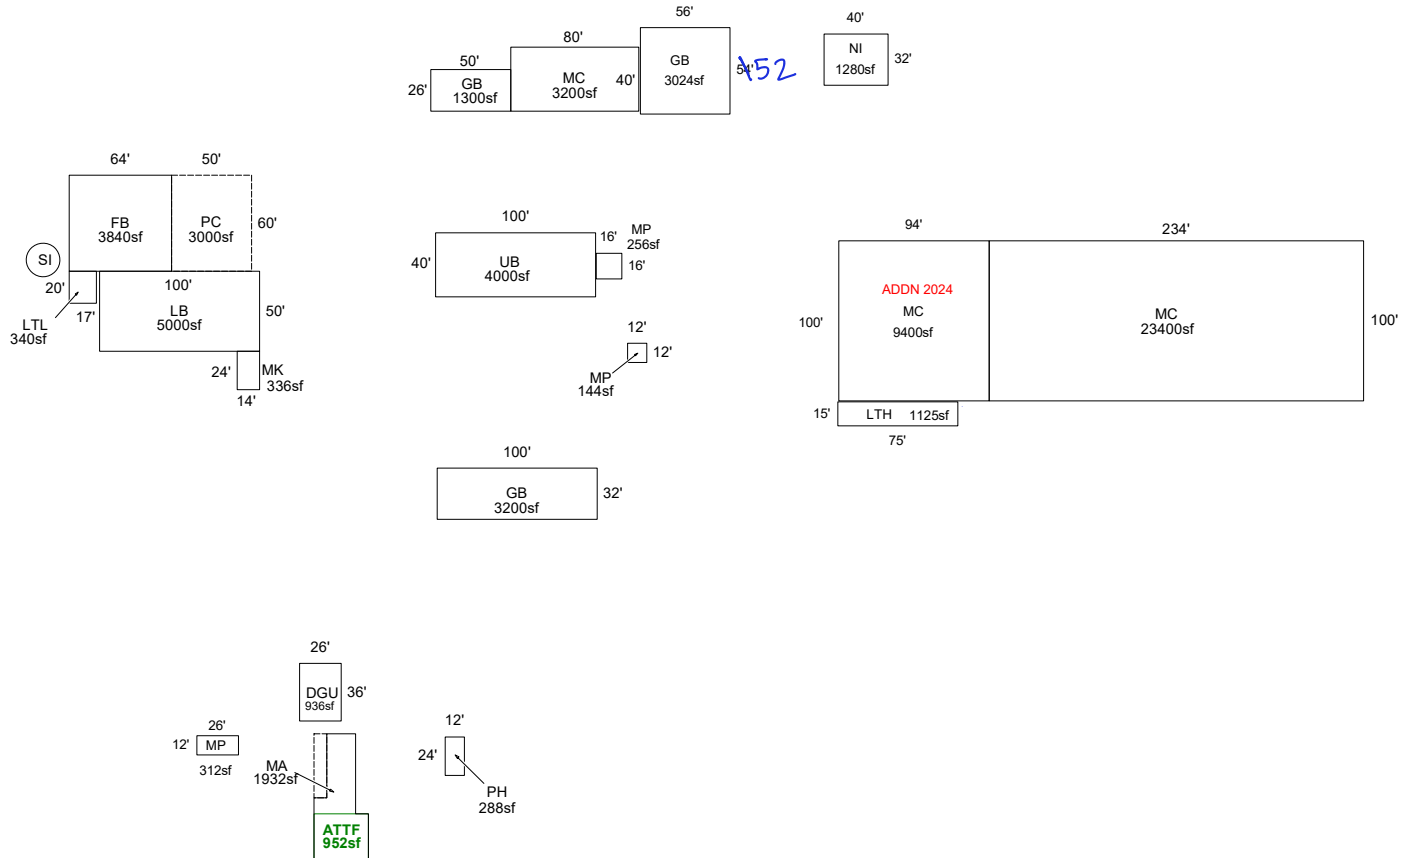 56'
40'
80'
50'
GB
3024sf
54'
152
NI
1280sf
32'
26'
GB
1300sf
MC
3200sf
40'
64'
50'
FB
3840sf
PC
3000sf
60'
SI
100'
20'
17'
LTL
340sf
LB
5000sf
50'
24'
MK
336sf
14'
100'
16'
MP
256sf
40'
UB
4000sf
16'
12'
12'
MP
144sf
94'
234'
ADDN 2024
MC
9400sf
100'
MC
23400sf
100'
15'
LTH
1125sf
75'
100'
GB
3200sf
32'
26'
DGU
936sf
36'
26'
12'
MP
312sf
MA
1932sf
12'
24'
PH
288sf
ATTF
952sf